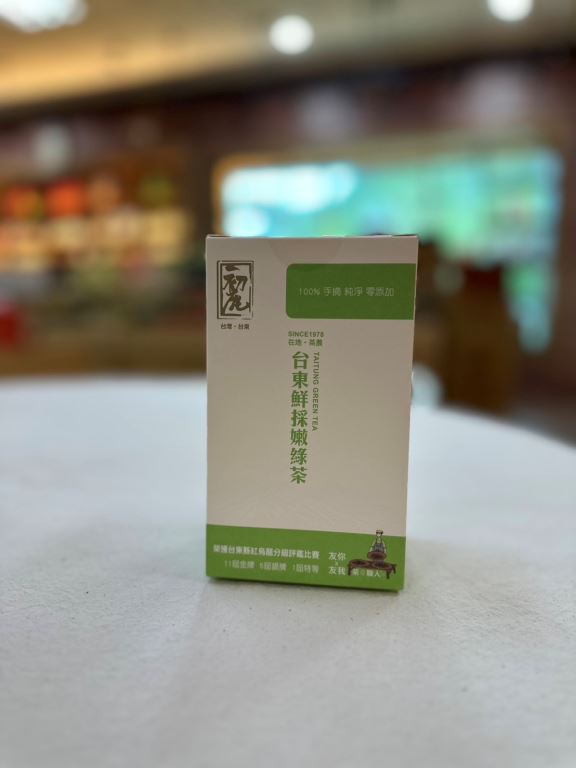 初
台灣・台東
100% 手摘 純淨 零添加
SINCE1978
在地・茶農
台東鮮採嫩綠茶
TAITUNG GREEN TEA
榮獲台東縣紅烏龍分級評鑑比賽
11屆金牌 5屆銀牌 1屆特等
友你
友我
茶 職人